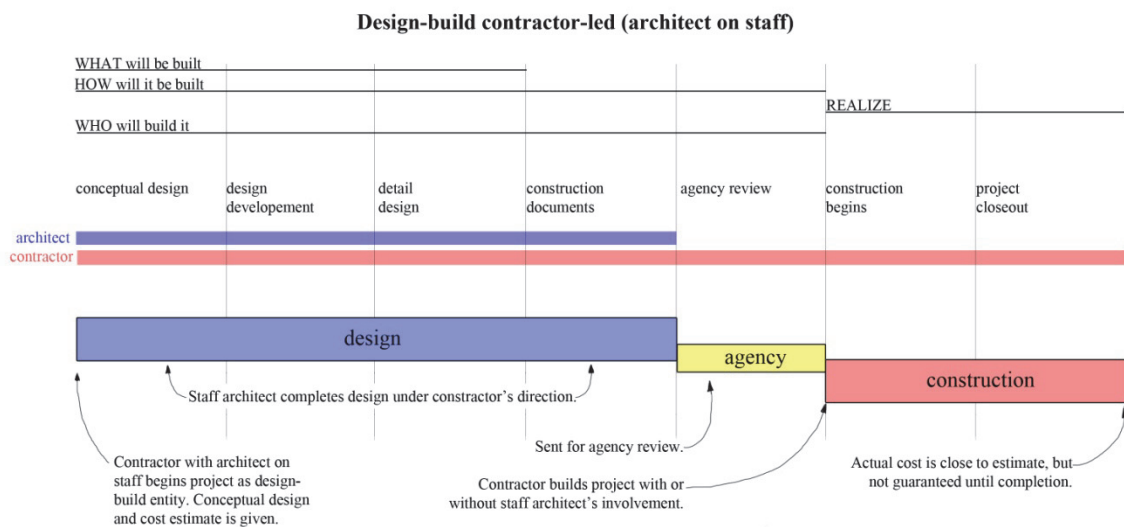 Design-build contractor-led (architect on staff)
WHAT will be built
HOW will it be built
REALIZE
WHO will build it
conceptual design
design
developement
detail
design
construction
documents
agency review
construction
begins
project
closeout
architect
contractor
design
agency
construction
Staff architect completes design under constractor's direction.
Sent for agency review.
Contractor with architect on
staff begins project as design-
build entity. Conceptual design
and cost estimate is given.
Contractor builds project with or
without staff architect's involvement.
Actual cost is close to estimate, but
not guaranteed until completion.